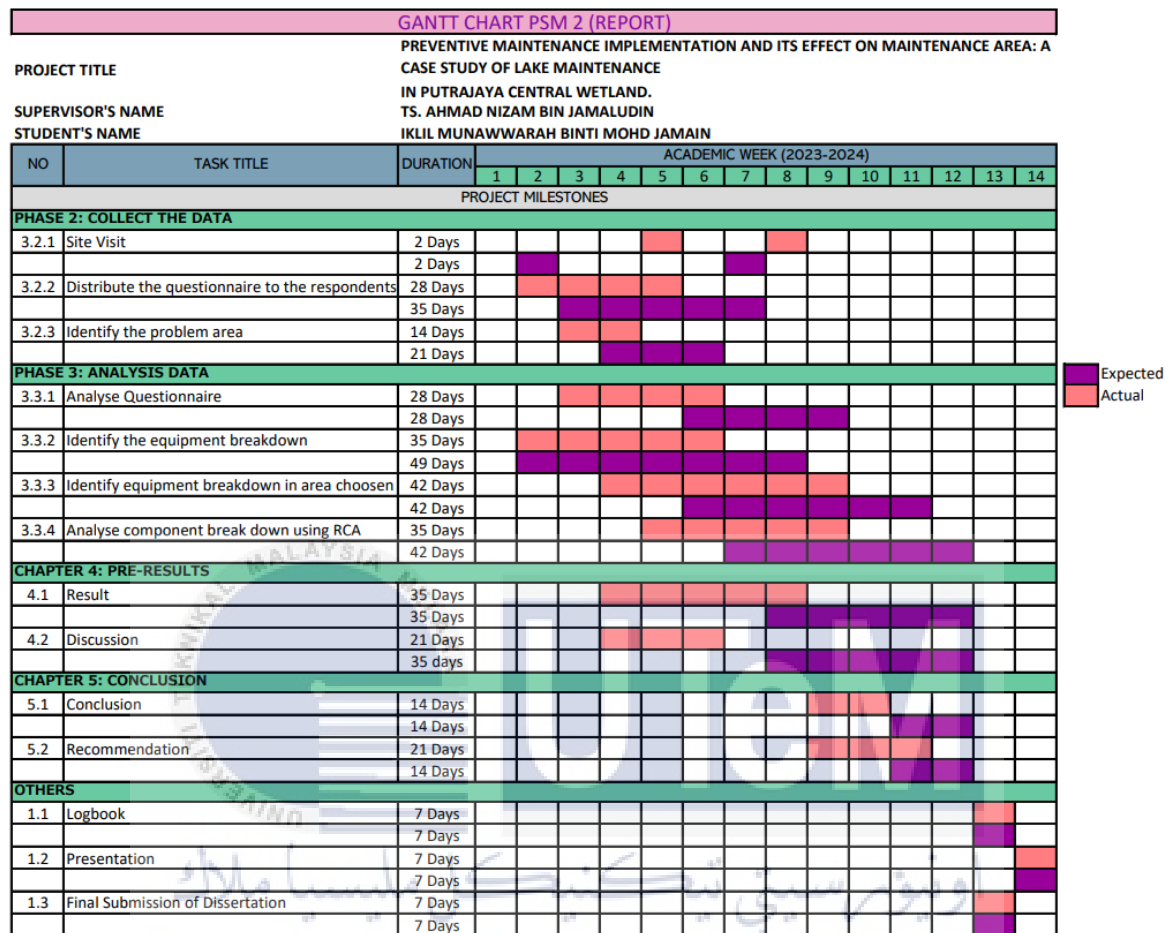 GANTT CHART PSM 2 (REPORT)
PROJECT TITLE PREVENTIVE MAINTENANCE IMPLEMENTATION AND ITS EFFECT ON MAINTENANCE AREA: A
CASE STUDY OF LAKE MAINTENANCE
IN PUTRAJAYA CENTRAL WETLAND.
SUPERVISOR'S NAME TS. AHMAD NIZAM BIN JAMALUDIN
STUDENT'S NAME IKLIL MUNAWWARAH BINTI MOHD JAMAIN
NO TASK TITLE DURATION ACADEMIC WEEK (2023-2024)
1 2 3 4 5 6 7 8 9 10 11 12 13 14
PROJECT MILESTONES
PHASE 2: COLLECT THE DATA
3.2.1 Site Visit 2 Days
2 Days
3.2.2 Distribute the questionnaire to the respondents 28 Days
35 Days
3.2.3 Identify the problem area 14 Days
21 Days
PHASE 3: ANALYSIS DATA
Expected
Actual
3.3.1 Analyse Questionnaire 28 Days
28 Days
3.3.2 Identify the equipment breakdown 35 Days
49 Days
3.3.3 Identify equipment breakdown in area choosen 42 Days
42 Days
3.3.4 Analyse component break down using RCA 35 Days
42 Days
CHAPTER 4: PRE-RESULTS
4.1 Result 35 Days
35 Days
4.2 Discussion 21 Days
35 days
CHAPTER 5: CONCLUSION
5.1 Conclusion 14 Days
14 Days
5.2 Recommendation 21 Days
14 Days
OTHERS
1.1 Logbook 7 Days
7 Days
1.2 Presentation 7 Days
7 Days
1.3 Final Submission of Dissertation 7 Days
7 Days
UTeM
اونيۏرسيتي تيكنيكل مليسيا ملاك